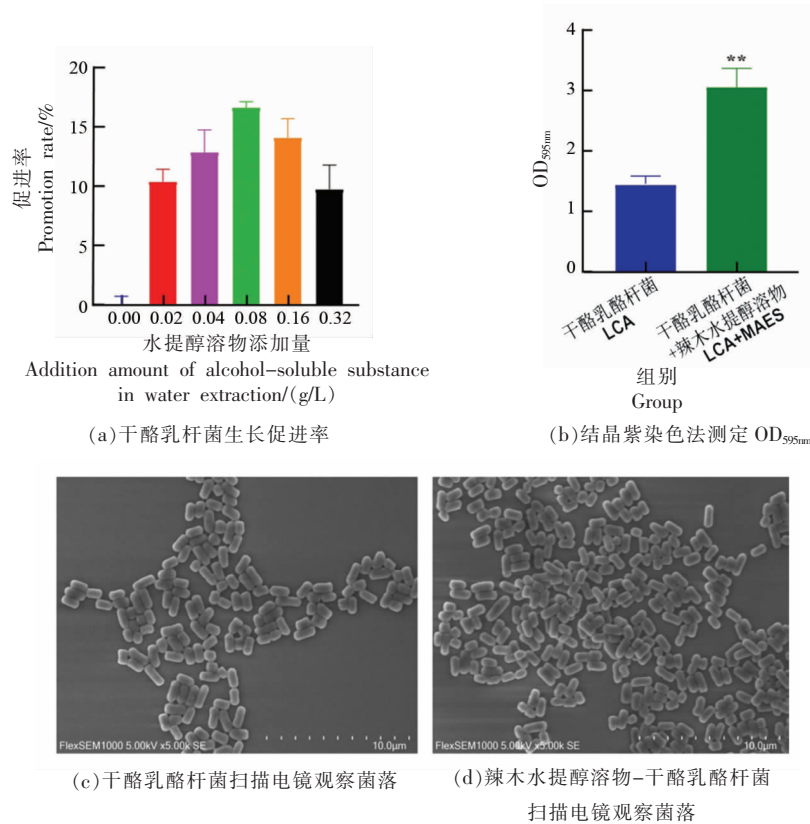 20
15
10
5
0
促进率
Promotion rate/%
0.00 0.02 0.04 0.08 0.16 0.32
水提醇溶物添加量
Addition amount of alcohol-soluble substance
in water extraction/(g/L)
(a)干酪乳杆菌生长促进率
4
3
2
1
0
OD595nm
**
干酪乳酪杆菌
LCA
干酪乳酪杆菌
+辣木水提醇溶物
LCA+MAES
组别
Group
(b)结晶紫染色法测定 OD595nm
FlexSEM1000 5.00kV x5.00k SE 10.0μm
(c)干酪乳酪杆菌扫描电镜观察菌落
FlexSEM1000 5.00kV x5.00k SE 10.0μm
(d)辣木水提醇溶物-干酪乳酪杆菌
扫描电镜观察菌落